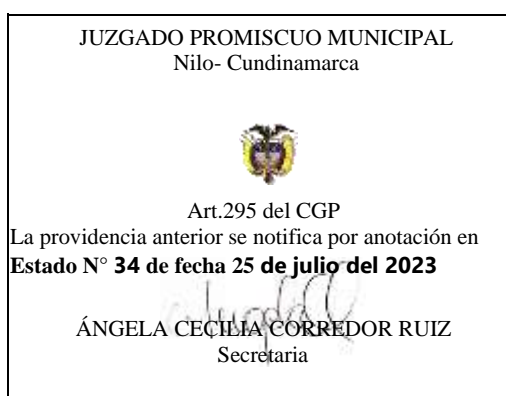 JUZGADO PROMISCUO MUNICIPAL
Nilo- Cundinamarca
Art.295 del CGP
La providencia anterior se notifica por anotación en
Estado N° 34 de fecha 25 de julio del 2023
ÁNGELA CECILIA CORREDOR RUIZ
Secretaria